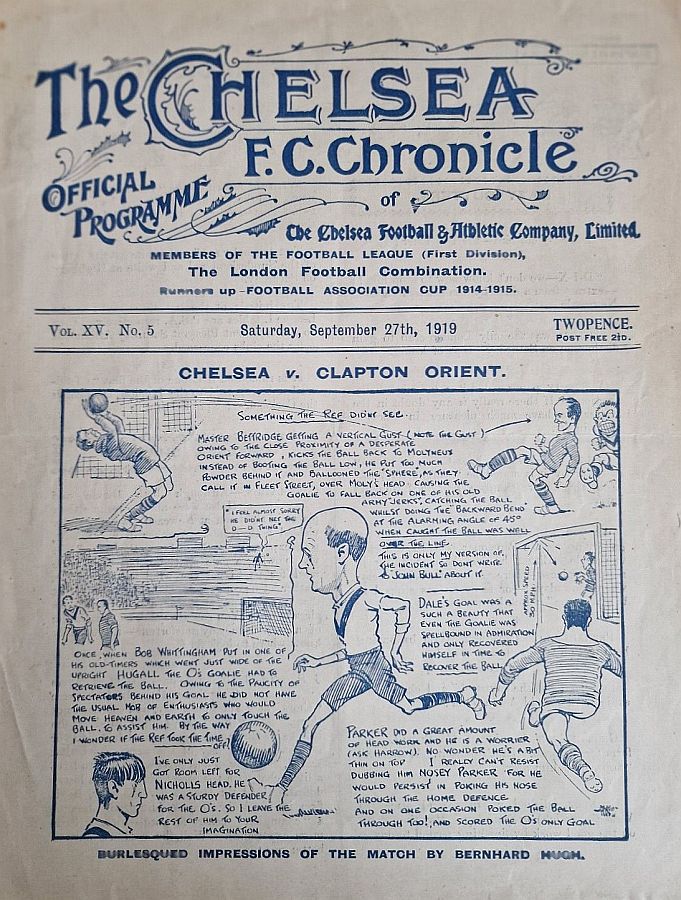 The CHELSEA
F.C. Chronicle
OFFICIAL
PROGRAMME
of
The Chelsea Football & Athletic Company, Limited.
MEMBERS OF THE FOOTBALL LEAGUE (First Division),
The London Football Combination.
Runners up -FOOTBALL ASSOCIATION CUP 1914-1915.
VOL. XV. No. 5
Saturday, September 27th, 1919
TWOPENCE.
POST FREE 2½D.
CHELSEA v. CLAPTON ORIENT.
SOMETHING THE REF DIDN'T SEE.
MASTER BETTRIDGE GETTING A VERTICAL GUST (NOTE THE GUST)
OWING TO THE CLOSE PROXIMITY OF A DESPERATE
ORIENT FORWARD, KICKS THE BALL BACK TO MOLYNEUX
INSTEAD OF BOOTING THE BALL LOW, HE PUT TOO MUCH
POWDER BEHIND IT AND BALLOONED THE "SPHERE, AS THEY
CALL IT IN FLEET STREET, OVER MOLY'S HEAD CAUSING THE
GOALIE TO FALL BACK ON ONE OF HIS OLD
ARMY "JERKS", CATCHING THE BALL
WHILST DOING THE "BACKWARD BEND"
AT THE ALARMING ANGLE OF 45°
WHEN CAUGHT THE BALL WAS WELL
OVER THE LINE.
THIS IS ONLY MY VERSION OF
THE INCIDENT SO DONT WRITE
TO "JOHN BULL" ABOUT IT.
"I FEEL ALMOST SORRY
HE DIDN'T NET THE
D--D THING".
APPROX SPEED
50 M.P.H.
DALE'S GOAL WAS A
SUCH A BEAUTY THAT
EVEN THE GOALIE WAS
SPELLBOUND IN ADMIRATION
AND ONLY RECOVERED
HIMSELF IN TIME TO
RECOVER THE BALL
ONCE, WHEN BOB WHITTINGHAM PUT IN ONE OF
HIS OLD-TIMERS WHICH WENT JUST WIDE OF THE
UPRIGHT HUGALL THE O'S GOALIE HAD TO
RETRIEVE THE BALL. OWING TO THE PAUCITY OF
SPECTATORS BEHIND HIS GOAL HE DID NOT HAVE
THE USUAL MOB OF ENTHUSIASTS WHO WOULD
MOVE HEAVEN AND EARTH TO ONLY TOUCH THE
BALL, TO ASSIST HIM. BY THE WAY
I WONDER IF THE REF TOOK THE TIME
OFF?
I'VE ONLY JUST
GOT ROOM LEFT FOR
NICHOLLS HEAD. HE
WAS A STURDY DEFENDER
FOR THE O'S. SO I LEAVE THE
REST OF HIM TO YOUR
IMAGINATION
PARKER DID A GREAT AMOUNT
OF HEAD WORK AND HE IS A WORRIER
(ASK HARROW). NO WONDER HE'S A BIT
THIN ON TOP I REALLY CAN'T RESIST
DUBBING HIM NOSEY PARKER FOR HE
WOULD PERSIST IN POKING HIS NOSE
THROUGH THE HOME DEFENCE.
AND ON ONE OCCASION POKED THE BALL
THROUGH TOO!, AND SCORED THE O'S ONLY GOAL
BURLESQUED IMPRESSIONS OF THE MATCH BY BERNHARD HUGH.